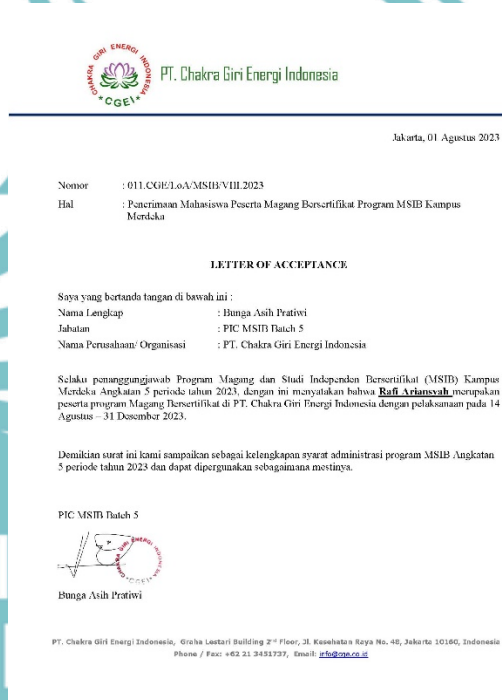 CHAKRA GIRI ENERGI INDONESIA
CGEI
PT. Chakra Giri Energi Indonesia
Jakarta, 01 Agustus 2023
Nomor : 011.CGE/LoA/MSIB/VIII.2023
Hal : Penerimaan Mahasiswa Peserta Magang Bersertifikat Program MSIB Kampus
Merdeka
LETTER OF ACCEPTANCE
Saya yang bertanda tangan di bawah ini :
Nama Lengkap : Bunga Asih Pratiwi
Jabatan : PIC MSIB Batch 5
Nama Perusahaan/ Organisasi : PT. Chakra Giri Energi Indonesia
Selaku penanggungjawab Program Magang dan Studi Independen Bersertifikat (MSIB) Kampus
Merdeka Angkatan 5 periode tahun 2023, dengan ini menyatakan bahwa Rafi Ariansyah merupakan
peserta program Magang Bersertifikat di PT. Chakra Giri Energi Indonesia dengan pelaksanaan pada 14
Agustus – 31 Desember 2023.
Demikian surat ini kami sampaikan sebagai kelengkapan syarat administrasi program MSIB Angkatan
5 periode tahun 2023 dan dapat dipergunakan sebagaimana mestinya.
PIC MSIB Batch 5
GIRI ENERGI INDONESIA
CGEI
Bunga Asih Pratiwi
PT. Chakra Giri Energi Indonesia, Graha Lestari Building 2nd Floor, Jl. Kesehatan Raya No. 48, Jakarta 10160, Indonesia
Phone / Fax: +62 21 3451737, Email: info@cge.co.id